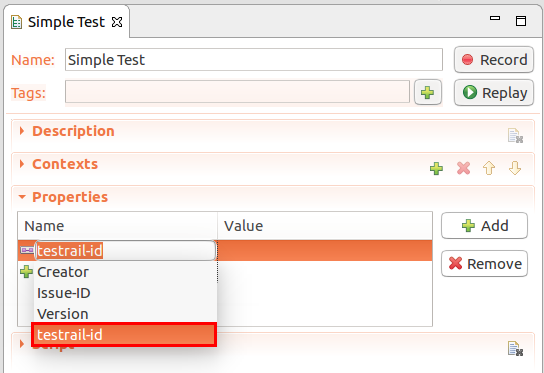 Simple Test
Name: Simple Test Record
Tags: Replay
Description
Contexts
Properties
Name Value
testrail-id Add
Creator
Issue-ID Remove
Version
testrail-id